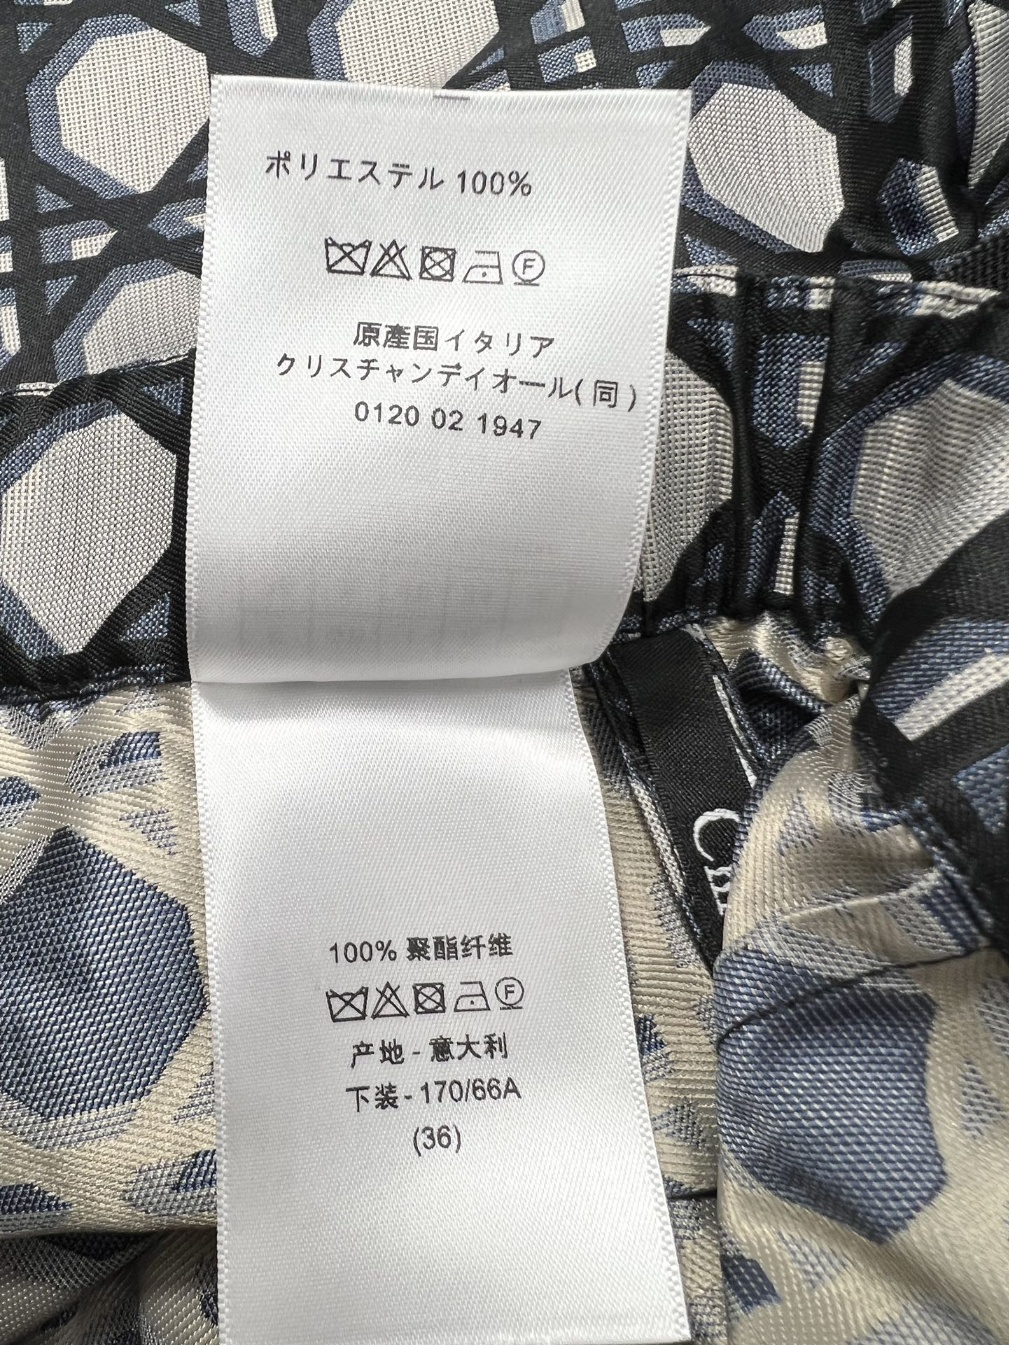 ポリエステル 100%
原産国イタリア
クリスチャンデイオール(同)
0120 02 1947
100% 聚酯纤维
产地 - 意大利
下装 - 170/66A
(36)